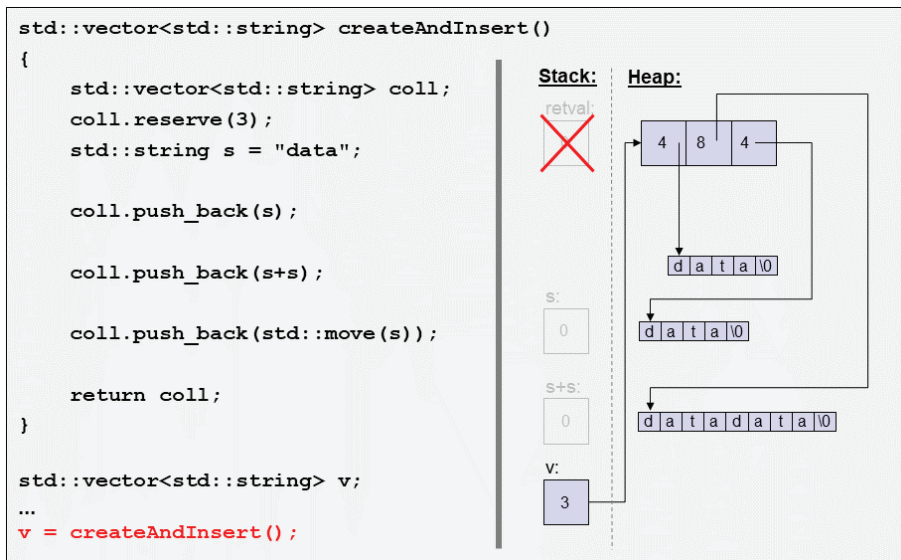 std::vector<std::string> createAndInsert()
{
std::vector<std::string> coll;
coll.reserve(3);
std::string s = "data";
coll.push_back(s);
coll.push_back(s+s);
coll.push_back(std::move(s));
return coll;
}
std::vector<std::string> v;
...
v = createAndInsert();
Stack: Heap:
retval:
4 8 4
d a t a \0
s:
0
d a t a \0
s+s:
0
d a t a d a t a \0
v:
3